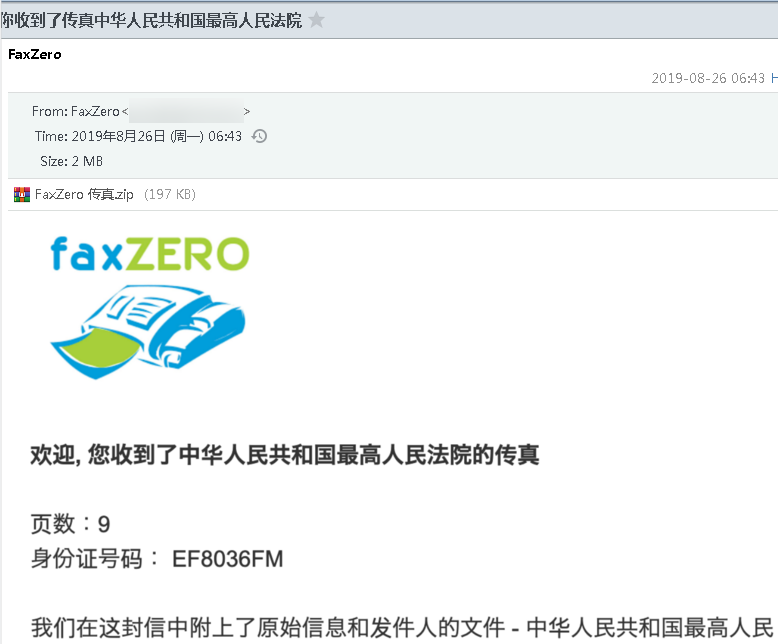 你收到了传真中华人民共和国最高人民法院
FaxZero
2019-08-26 06:43
From: FaxZero< >
Time: 2019年8月26日 (周一) 06:43
Size: 2 MB
FaxZero 传真.zip (197 KB)
faxZERO
欢迎, 您收到了中华人民共和国最高人民法院的传真
页数：9
身份证号码： EF8036FM
我们在这封信中附上了原始信息和发件人的文件 - 中华人民共和国最高人民